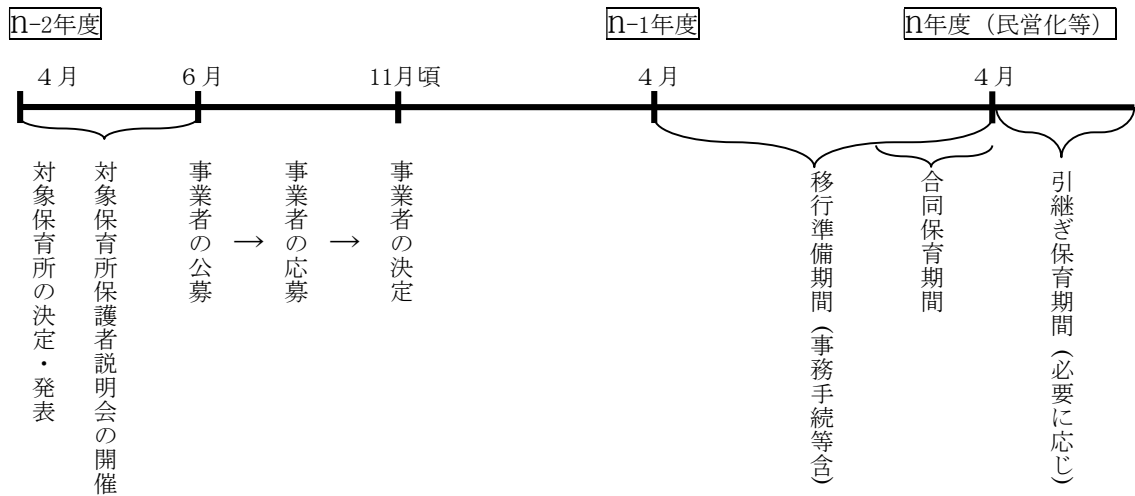 n-2年度
n-1年度
n年度（民営化等）
４月
６月
11月頃
４月
４月
対象保育所の決定・発表
対象保育所保護者説明会の開催
事業者の公募
→
事業者の応募
→
事業者の決定
移行準備期間（事務手続等含）
合同保育期間
引継ぎ保育期間（必要に応じ）